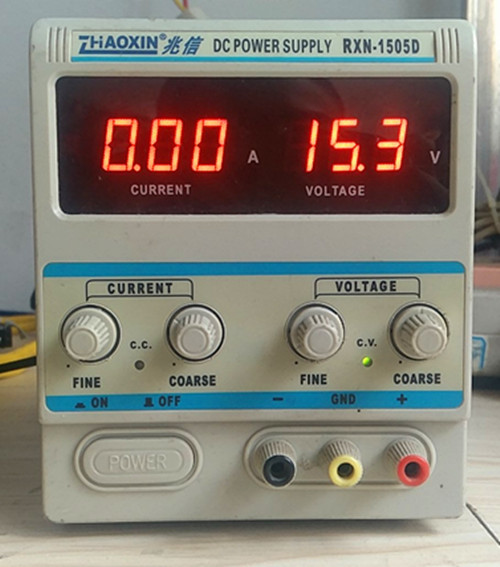 ZHAOXIN® 兆信 DC POWER SUPPLY RXN-1505D
0.00 A 15.3 V
CURRENT VOLTAGE
CURRENT VOLTAGE
C.C. C.V.
FINE COARSE FINE COARSE
ON OFF - GND +
POWER